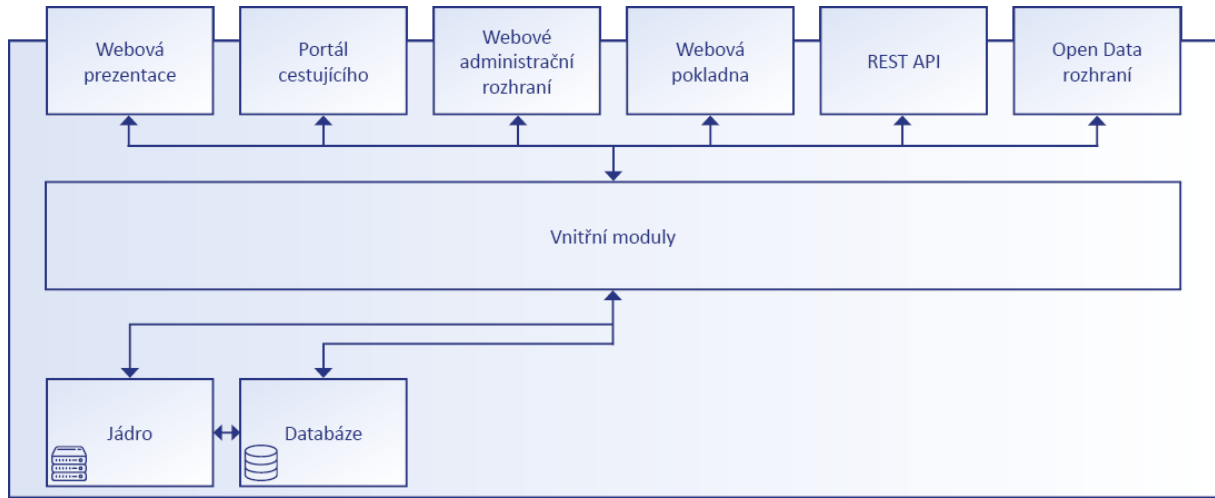 Webová
prezentace
Portál
cestujícího
Webové
administrační
rozhraní
Webová
pokladna
REST API
Open Data
rozhraní
Vnitřní moduly
Jádro
Databáze